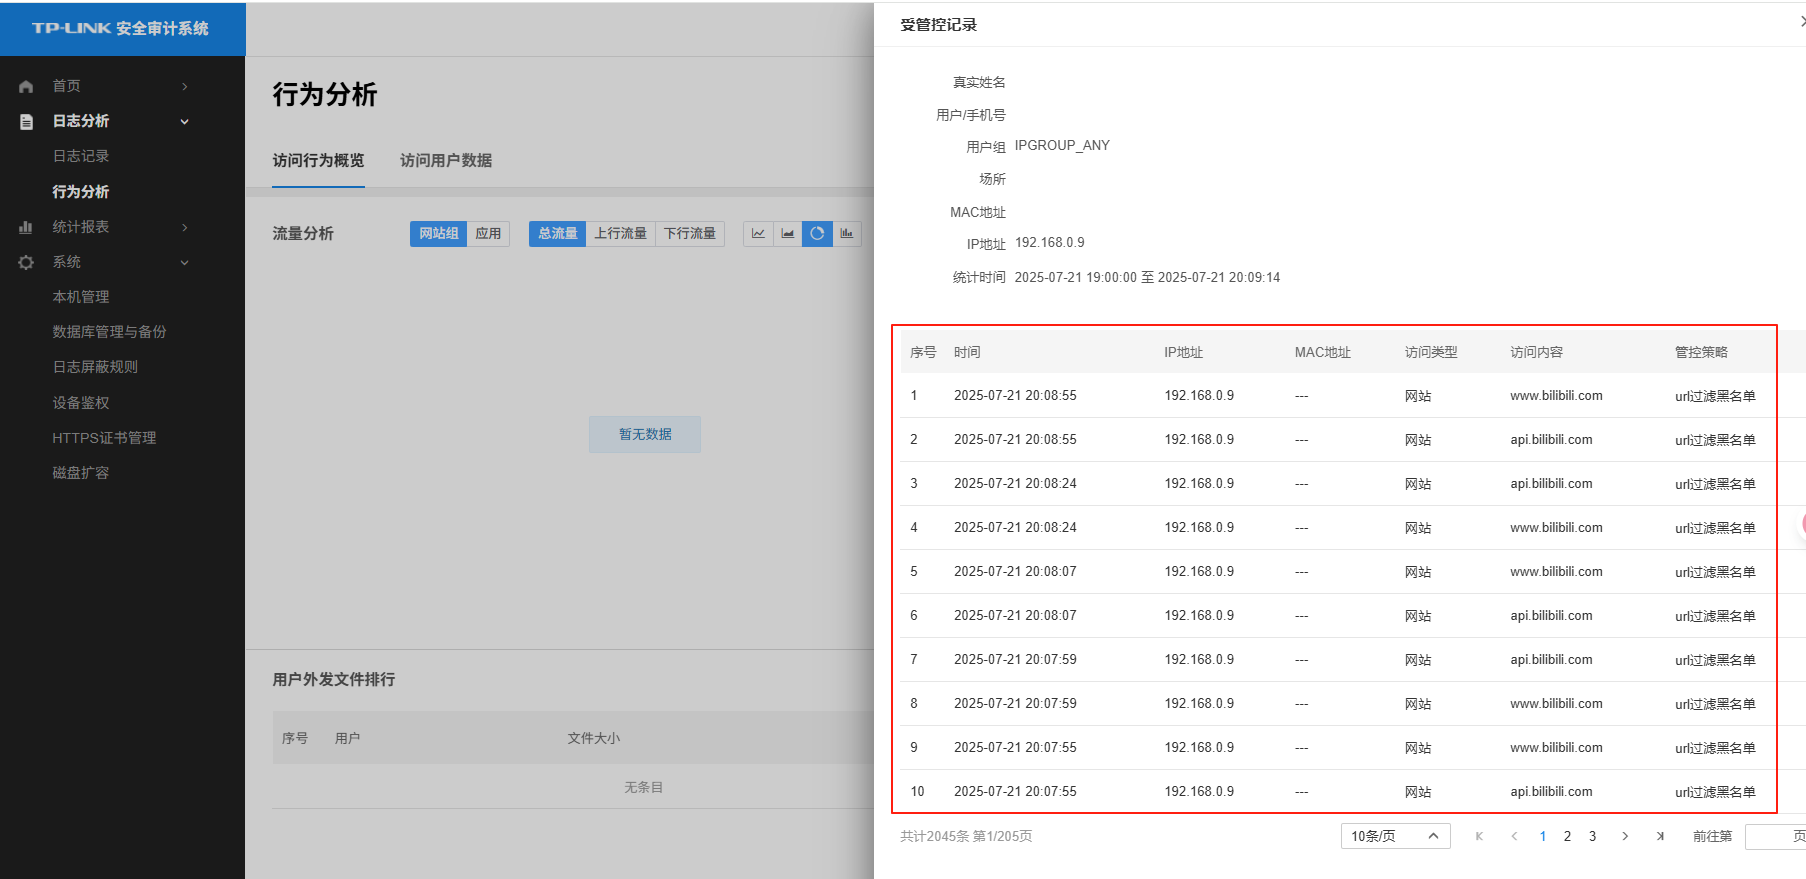 TP-LINK 安全审计系统
首页
日志分析
日志记录
行为分析
统计报表
系统
本机管理
数据库管理与备份
日志屏蔽规则
设备鉴权
HTTPS证书管理
磁盘扩容
行为分析
访问行为概览 访问用户数据
流量分析 网站组 应用 总流量 上行流量 下行流量
暂无数据
用户外发文件排行
序号 用户 文件大小
无条目
受管控记录
真实姓名
用户/手机号
用户组 IPGROUP_ANY
场所
MAC地址
IP地址 192.168.0.9
统计时间 2025-07-21 19:00:00 至 2025-07-21 20:09:14
序号 时间 IP地址 MAC地址 访问类型 访问内容 管控策略
1 2025-07-21 20:08:55 192.168.0.9 --- 网站 www.bilibili.com url过滤黑名单
2 2025-07-21 20:08:55 192.168.0.9 --- 网站 api.bilibili.com url过滤黑名单
3 2025-07-21 20:08:24 192.168.0.9 --- 网站 api.bilibili.com url过滤黑名单
4 2025-07-21 20:08:24 192.168.0.9 --- 网站 www.bilibili.com url过滤黑名单
5 2025-07-21 20:08:07 192.168.0.9 --- 网站 www.bilibili.com url过滤黑名单
6 2025-07-21 20:08:07 192.168.0.9 --- 网站 api.bilibili.com url过滤黑名单
7 2025-07-21 20:07:59 192.168.0.9 --- 网站 api.bilibili.com url过滤黑名单
8 2025-07-21 20:07:59 192.168.0.9 --- 网站 www.bilibili.com url过滤黑名单
9 2025-07-21 20:07:55 192.168.0.9 --- 网站 www.bilibili.com url过滤黑名单
10 2025-07-21 20:07:55 192.168.0.9 --- 网站 api.bilibili.com url过滤黑名单
共计2045条 第1/205页 10条/页 1 2 3 前往第 页